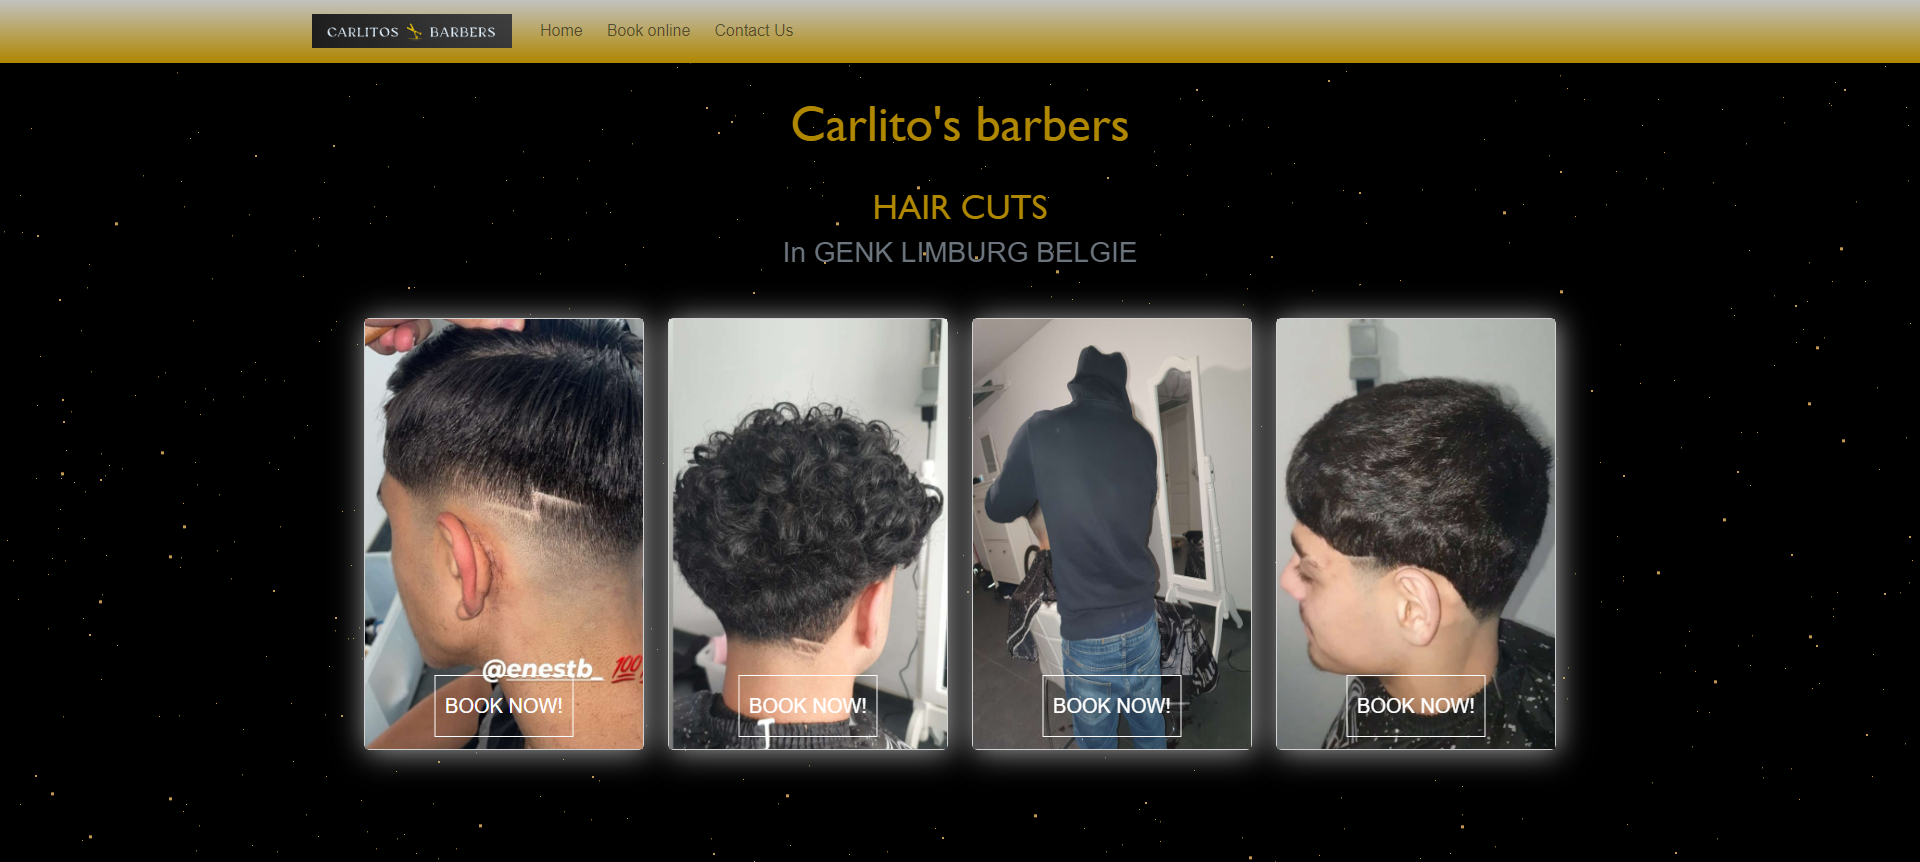 CARLITOS BARBERS
Home Book online Contact Us
Carlito's barbers
HAIR CUTS
In GENK LIMBURG BELGIE
@enestb_ 💯
BOOK NOW!
BOOK NOW!
BOOK NOW!
BOOK NOW!